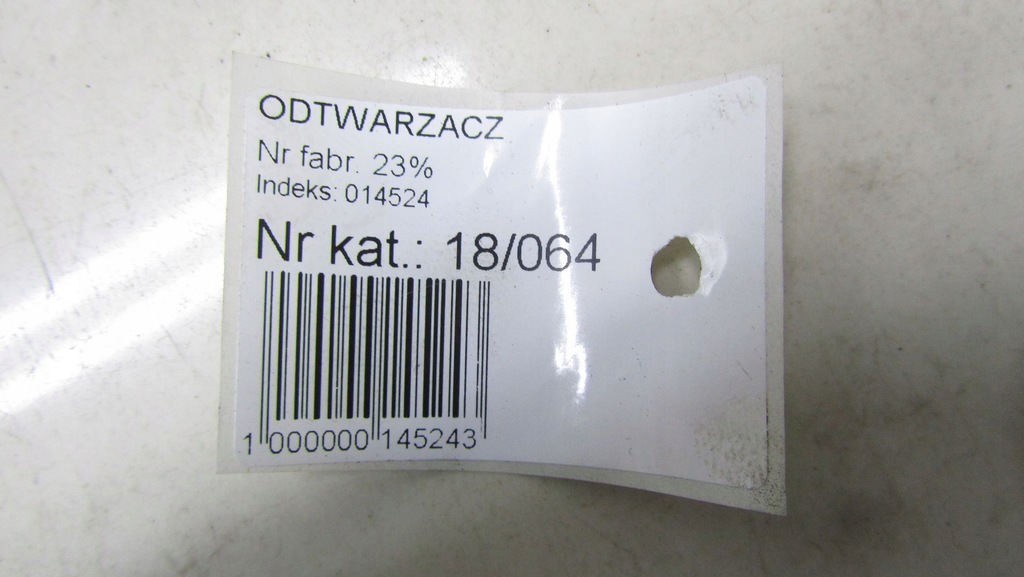 ODTWARZACZ
Nr fabr. 23%
Indeks: 014524
Nr kat.: 18/064
1 000000 145243